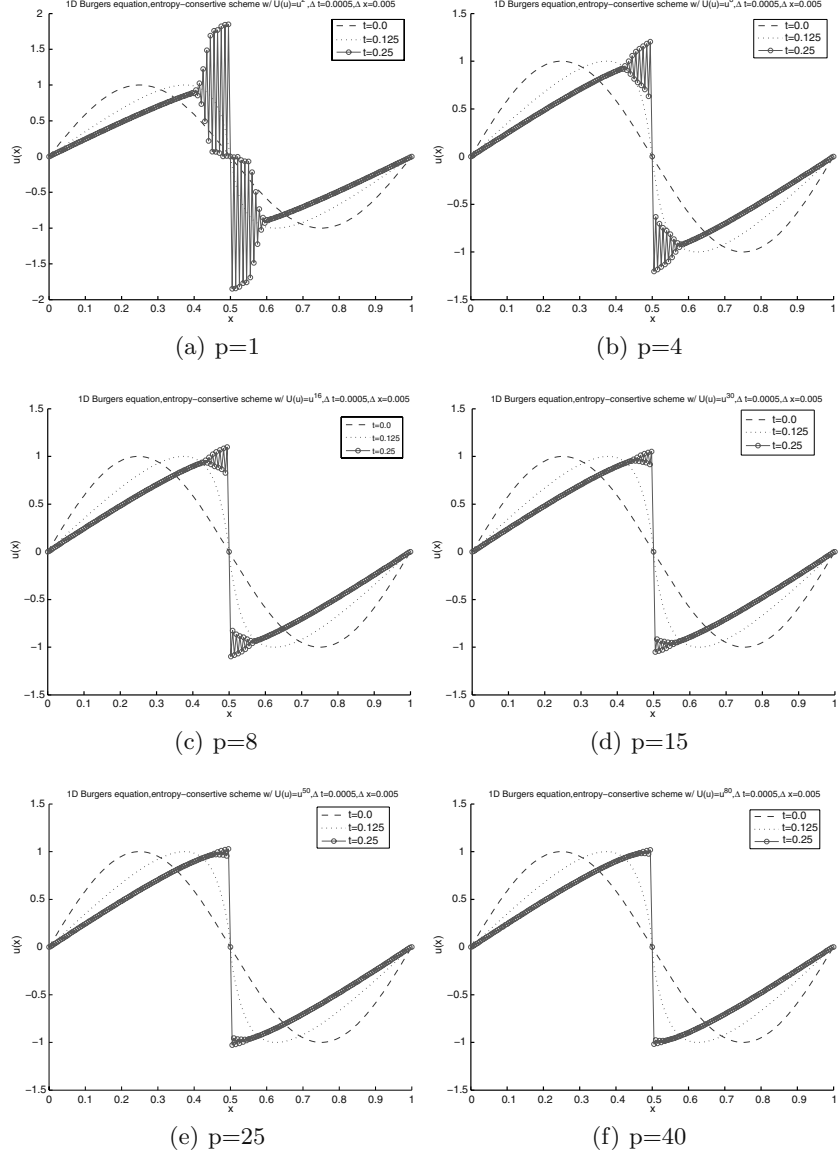 1D Burgers equation,entropy-consertive scheme w/ U(u)=u²,Δ t=0.0005,Δ x=0.005
t=0.0
t=0.125
t=0.25
2
1.5
1
0.5
0
−0.5
−1
−1.5
−2
u(x)
0 0.1 0.2 0.3 0.4 0.5 0.6 0.7 0.8 0.9 1
x
(a) p=1
1D Burgers equation,entropy-consertive scheme w/ U(u)=u,Δ t=0.0005,Δ x=0.005
t=0.0
t=0.125
t=0.25
1.5
1
0.5
0
−0.5
−1
−1.5
u(x)
0 0.1 0.2 0.3 0.4 0.5 0.6 0.7 0.8 0.9 1
x
(b) p=4
1D Burgers equation,entropy-consertive scheme w/ U(u)=u¹⁶,Δ t=0.0005,Δ x=0.005
t=0.0
t=0.125
t=0.25
1.5
1
0.5
0
−0.5
−1
−1.5
u(x)
0 0.1 0.2 0.3 0.4 0.5 0.6 0.7 0.8 0.9 1
x
(c) p=8
1D Burgers equation,entropy-consertive scheme w/ U(u)=u³⁰,Δ t=0.0005,Δ x=0.005
t=0.0
t=0.125
t=0.25
1.5
1
0.5
0
−0.5
−1
−1.5
u(x)
0 0.1 0.2 0.3 0.4 0.5 0.6 0.7 0.8 0.9 1
x
(d) p=15
1D Burgers equation,entropy-consertive scheme w/ U(u)=u⁵⁰,Δ t=0.0005,Δ x=0.005
t=0.0
t=0.125
t=0.25
1.5
1
0.5
0
−0.5
−1
−1.5
u(x)
0 0.1 0.2 0.3 0.4 0.5 0.6 0.7 0.8 0.9 1
x
(e) p=25
1D Burgers equation,entropy-consertive scheme w/ U(u)=u⁸⁰,Δ t=0.0005,Δ x=0.005
t=0.0
t=0.125
t=0.25
1.5
1
0.5
0
−0.5
−1
−1.5
u(x)
0 0.1 0.2 0.3 0.4 0.5 0.6 0.7 0.8 0.9 1
x
(f) p=40